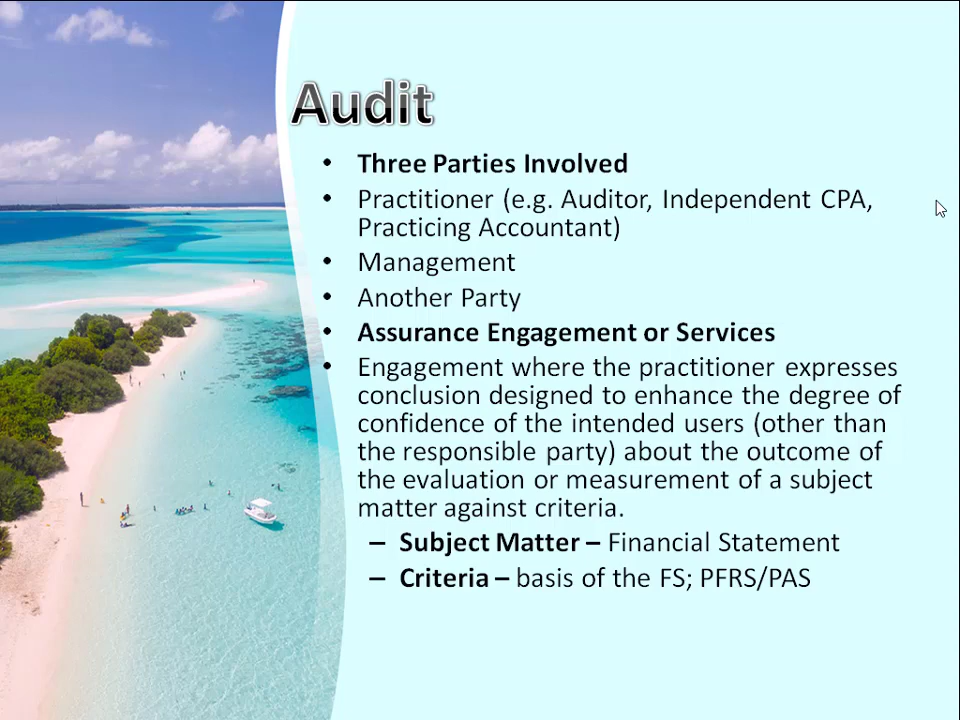 Audit
• Three Parties Involved
• Practitioner (e.g. Auditor, Independent CPA,
Practicing Accountant)
• Management
• Another Party
• Assurance Engagement or Services
• Engagement where the practitioner expresses
conclusion designed to enhance the degree of
confidence of the intended users (other than
the responsible party) about the outcome of
the evaluation or measurement of a subject
matter against criteria.
– Subject Matter – Financial Statement
– Criteria – basis of the FS; PFRS/PAS